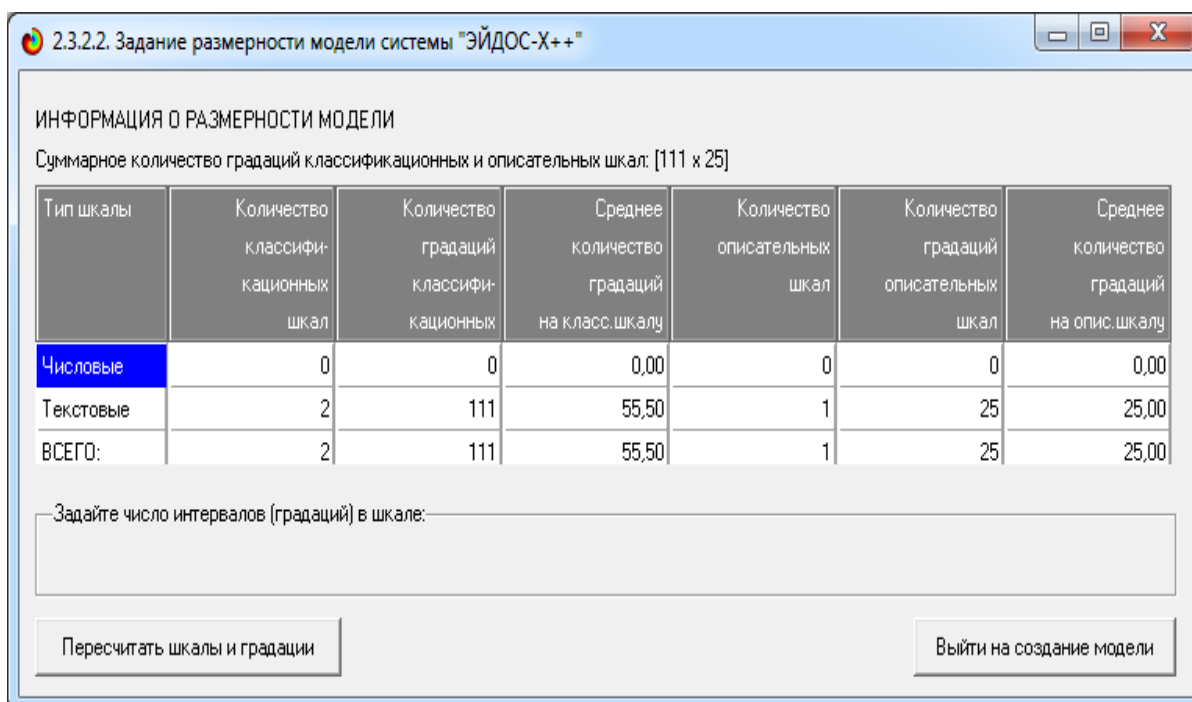 2.3.2.2. Задание размерности модели системы "ЭЙДОС-X++"
ИНФОРМАЦИЯ О РАЗМЕРНОСТИ МОДЕЛИ
Суммарное количество градаций классификационных и описательных шкал: [111 x 25]
Тип шкалы Количество Количество Среднее Количество Количество Среднее
классифи- градаций количество описательных градаций количество
кационных классифи- градаций шкал описательных градаций
шкал кационных на класс.шкалу шкал на опис.шкалу
Числовые 0 0 0,00 0 0 0,00
Текстовые 2 111 55,50 1 25 25,00
ВСЕГО: 2 111 55,50 1 25 25,00
Задайте число интервалов (градаций) в шкале:
Пересчитать шкалы и градации Выйти на создание модели